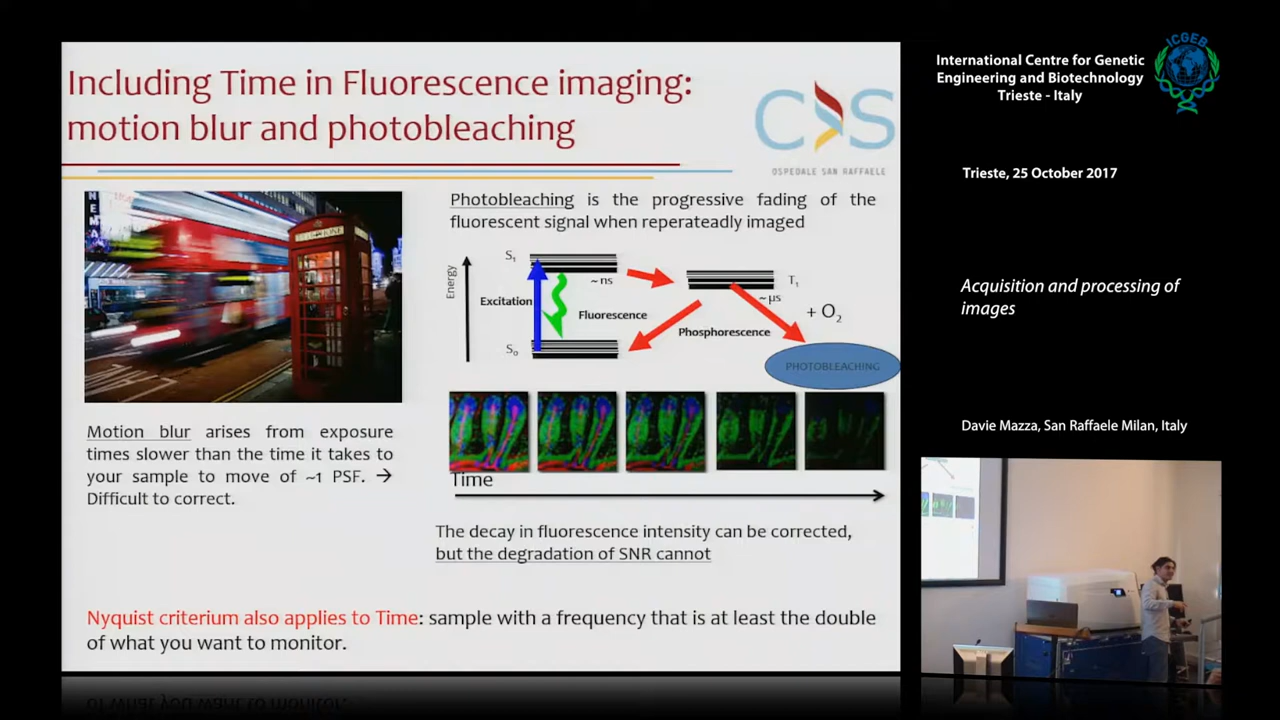 Including Time in Fluorescence imaging:
motion blur and photobleaching
OSPEDALE SAN RAFFAELE
Photobleaching is the progressive fading of the
fluorescent signal when reperateadly imaged
Energy
S1
~ ns
T1
~ µs
Excitation
Fluorescence
+ O2
Phosphorescence
S0
PHOTOBLEACHING
Motion blur arises from exposure
times slower than the time it takes to
your sample to move of ~1 PSF. →
Difficult to correct.
Time
The decay in fluorescence intensity can be corrected,
but the degradation of SNR cannot
Nyquist criterium also applies to Time: sample with a frequency that is at least the double
of what you want to monitor.
International Centre for Genetic
Engineering and Biotechnology
Trieste - Italy
ICGEB
Trieste, 25 October 2017
Acquisition and processing of
images
Davie Mazza, San Raffaele Milan, Italy